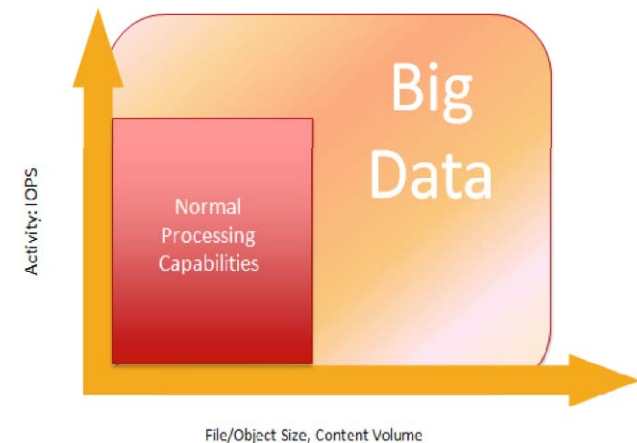 Big
Data
Normal
Processing
Capabilities
Activity: IOPS
File/Object Size, Content Volume